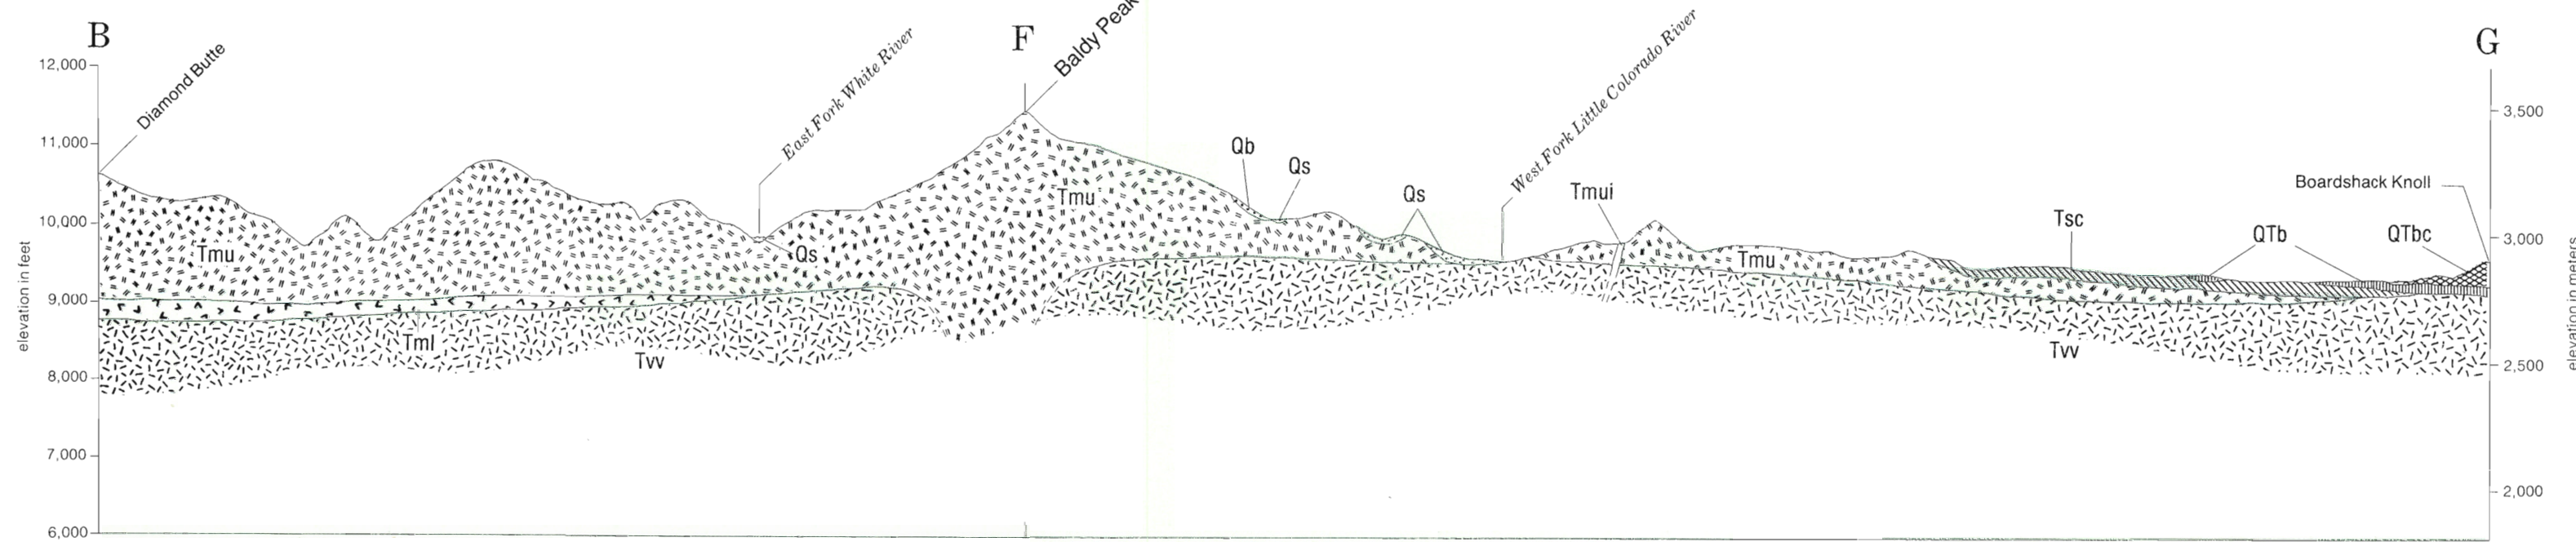 B
F
G
Diamond Butte
East Fork White River
Baldy Peak
West Fork Little Colorado River
Boardshack Knoll
12,000
11,000
10,000
9,000
8,000
7,000
6,000
elevation in feet
3,500
3,000
2,500
2,000
elevation in meters
Qb
Qs
Qs
Tmui
Tsc
QTb
QTbc
Tmu
Qs
Tmu
Tmu
Tml
Tvv
Tvv